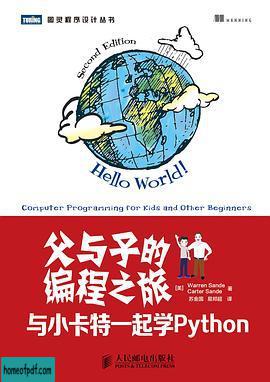 TURING 图灵程序设计丛书
MANNING
Second Edition
Hello World!
Computer Programming for Kids and Other Beginners
父与子的
编程之旅
[美] Warren Sande
Carter Sande 著
苏金国 易郑超 译
与小卡特一起学Python
人民邮电出版社
POSTS & TELECOM PRESS
homeofpdf.com